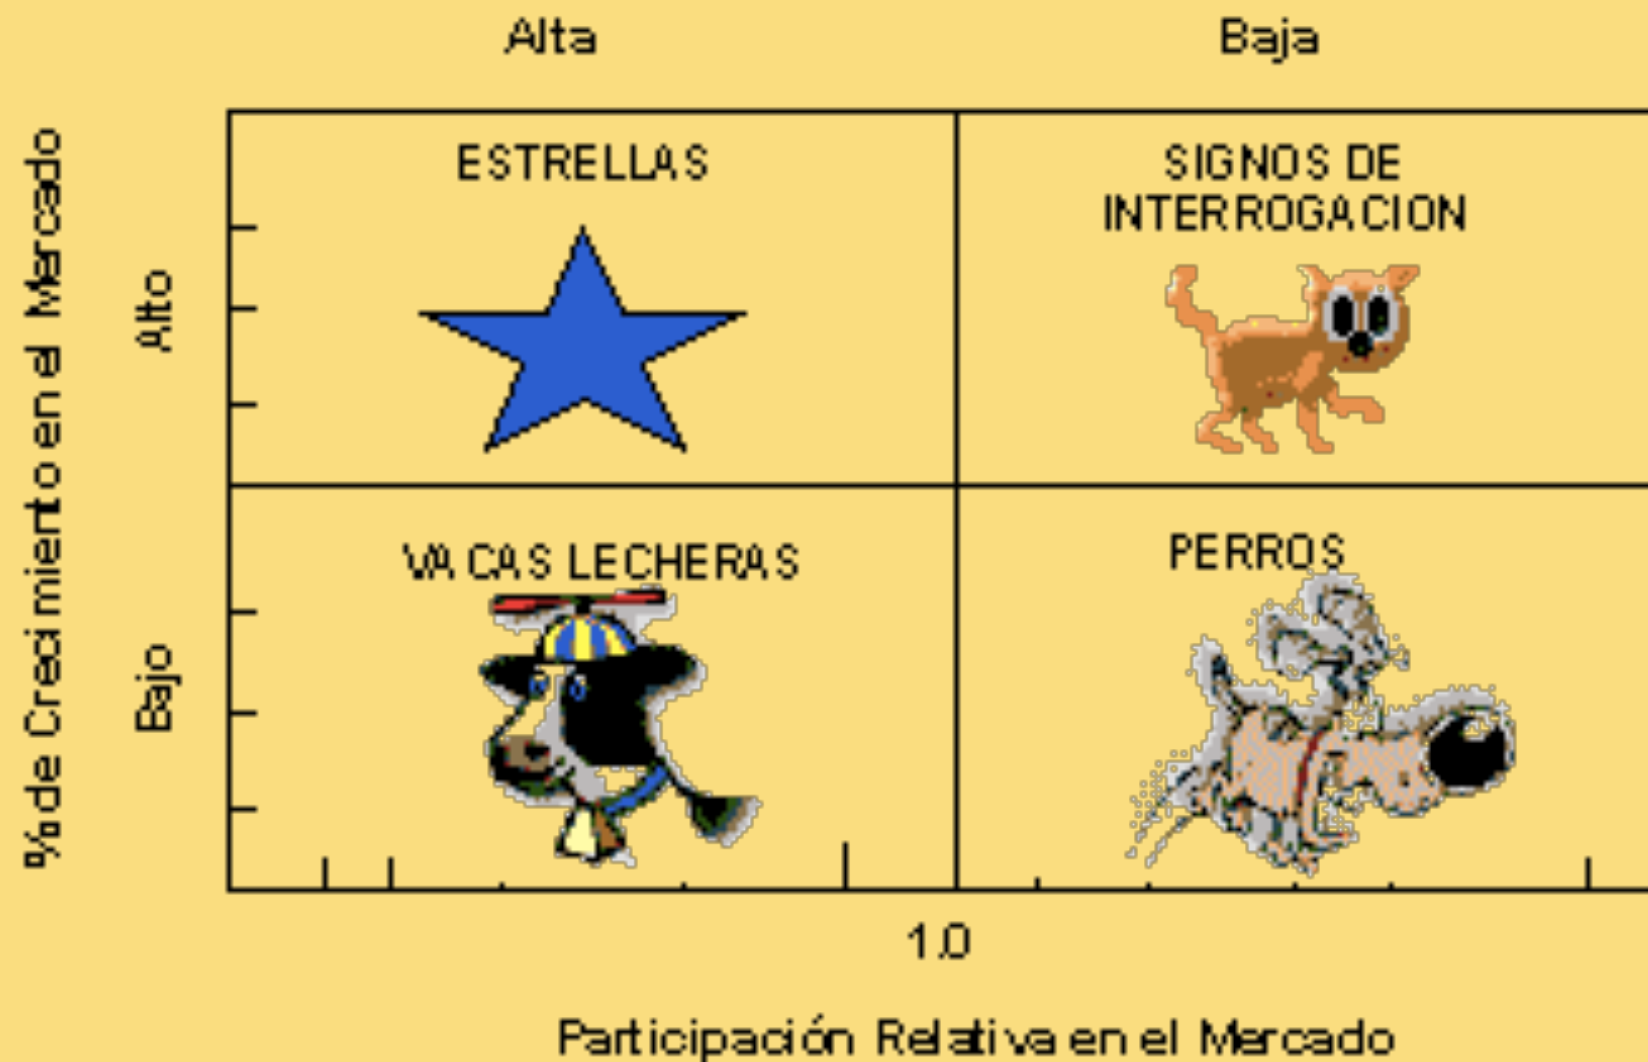 Alta
Baja
% de Crecimiento en el Mercado
Alto
ESTRELLAS
SIGNOS DE
INTERROGACION
Bajo
VACAS LECHERAS
PERROS
1.0
Participación Relativa en el Mercado